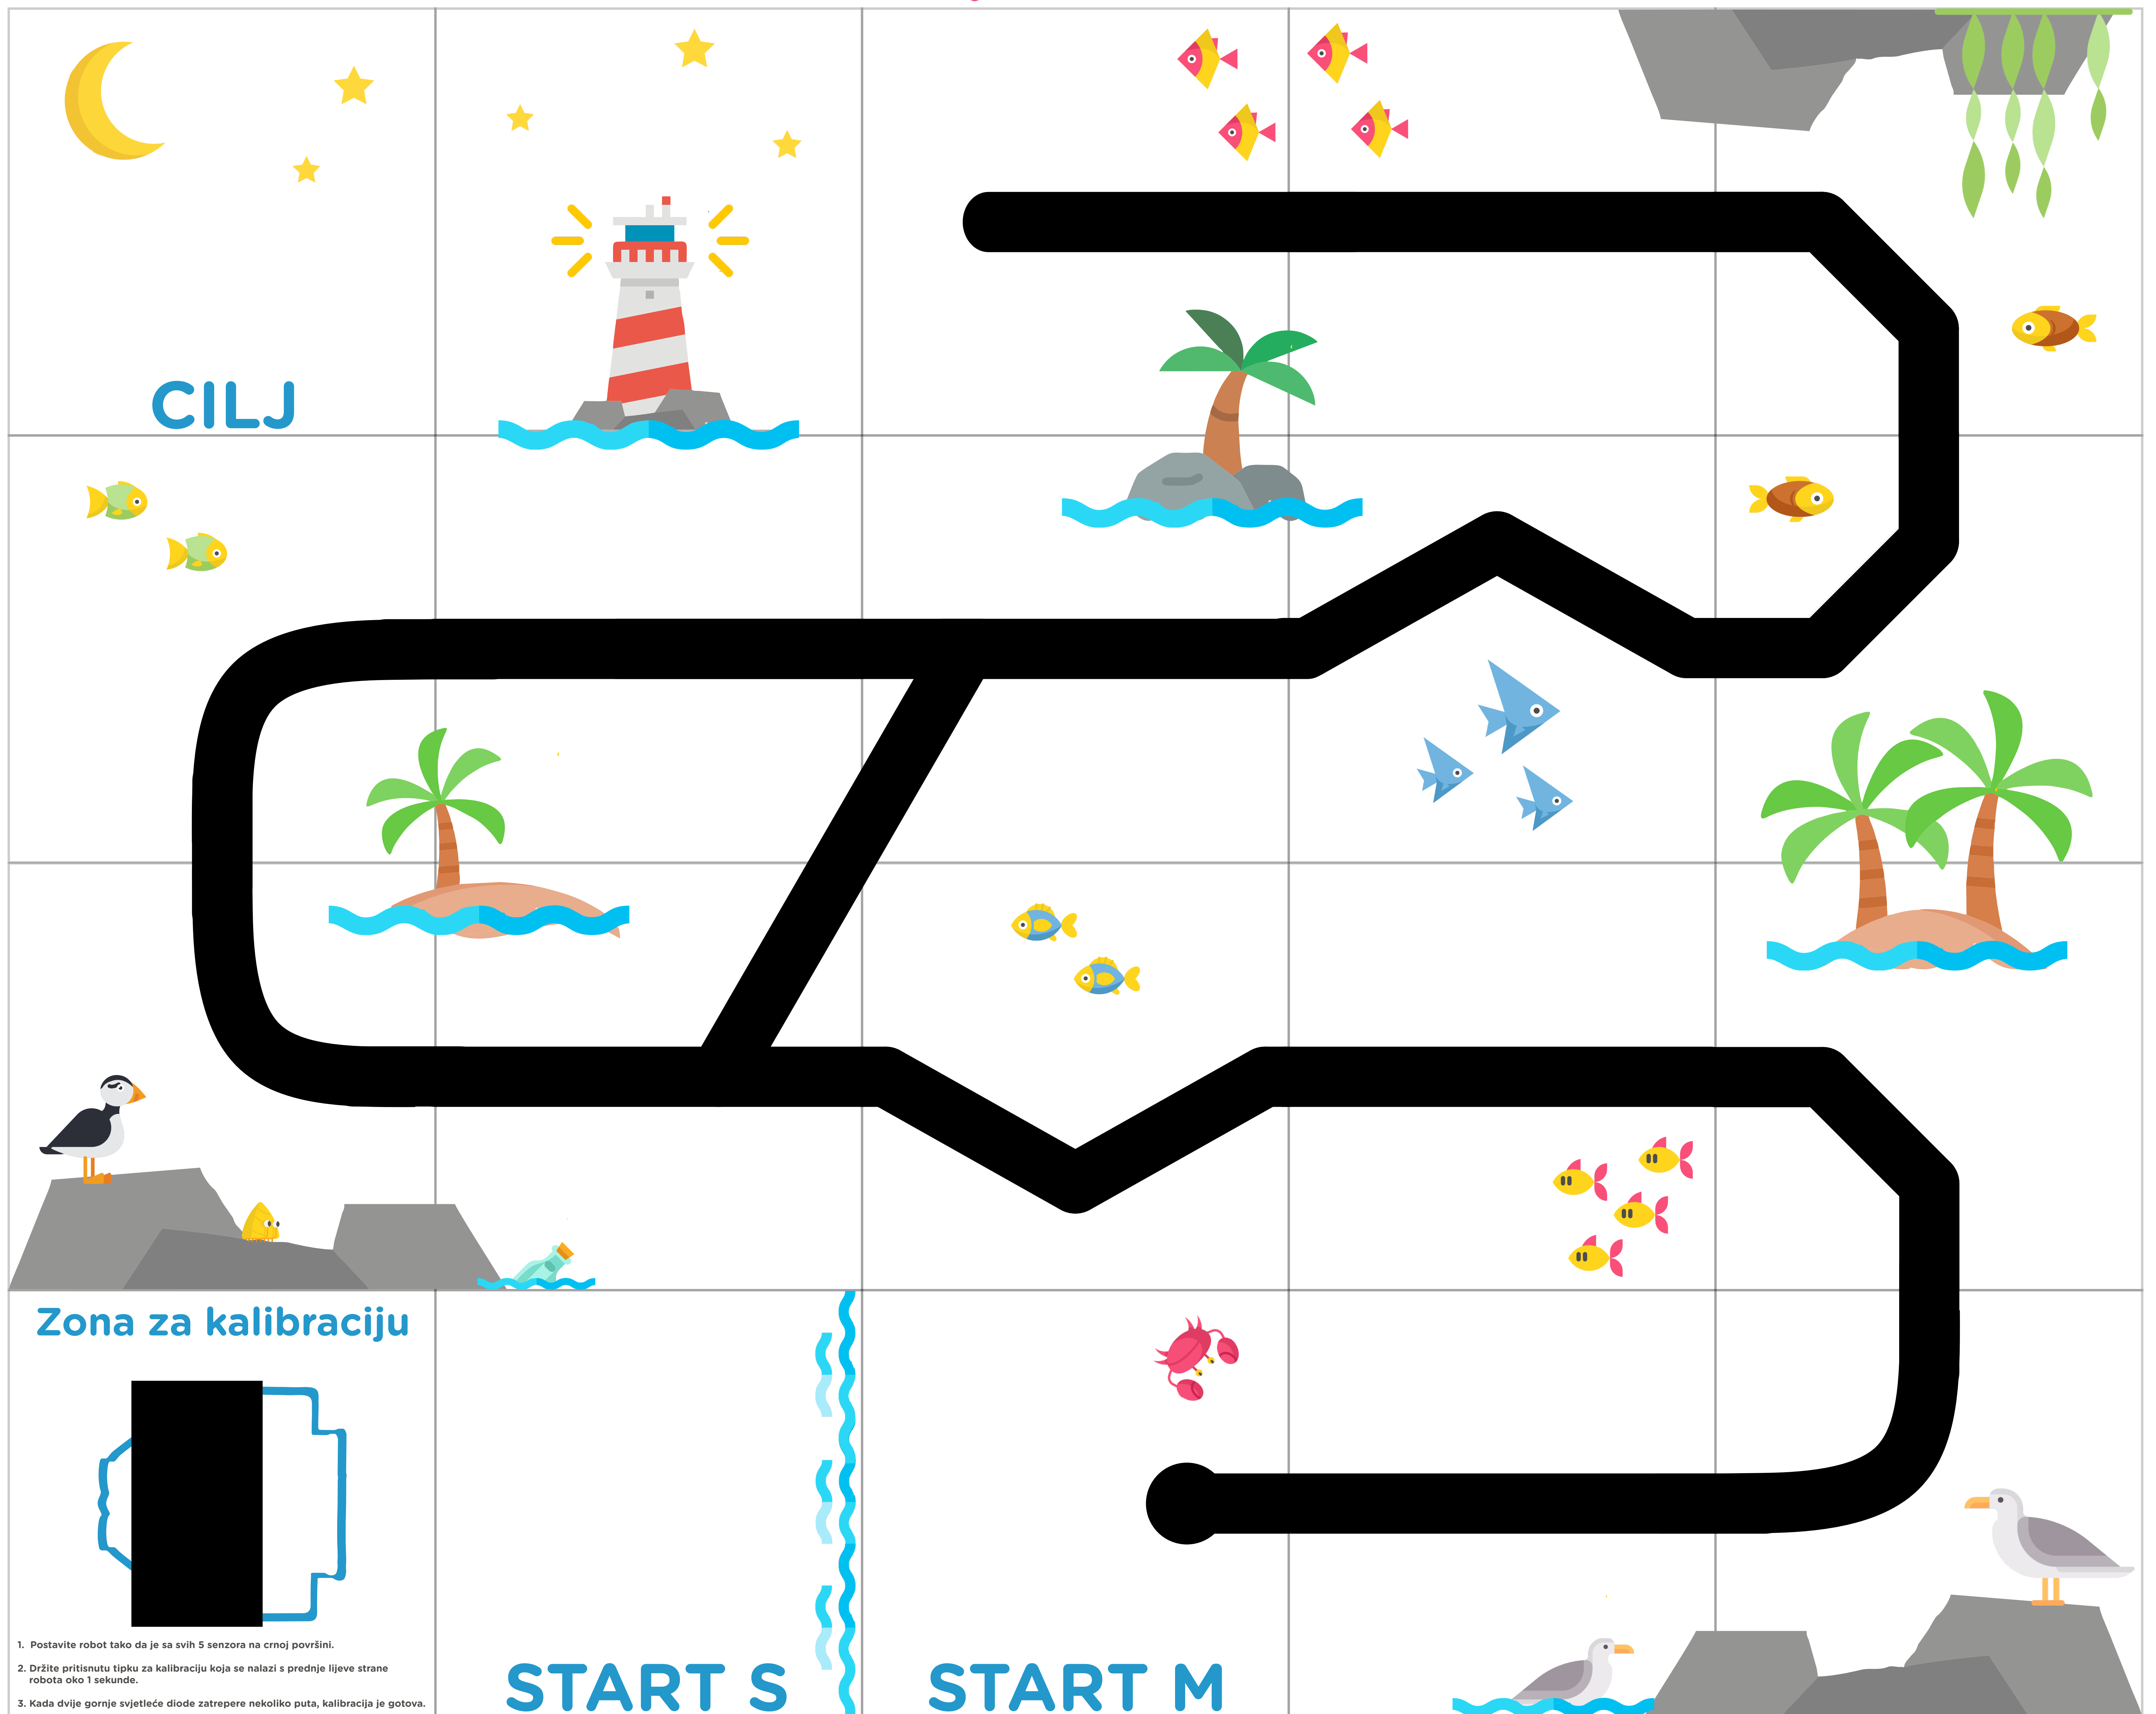 CILJ
Zona za kalibraciju
1. Postavite robot tako da je sa svih 5 senzora na crnoj površini.
2. Držite pritisnutu tipku za kalibraciju koja se nalazi s prednje lijeve strane
robota oko 1 sekunde.
3. Kada dvije gornje svjetleće diode zatrepere nekoliko puta, kalibracija je gotova.
START S
START M